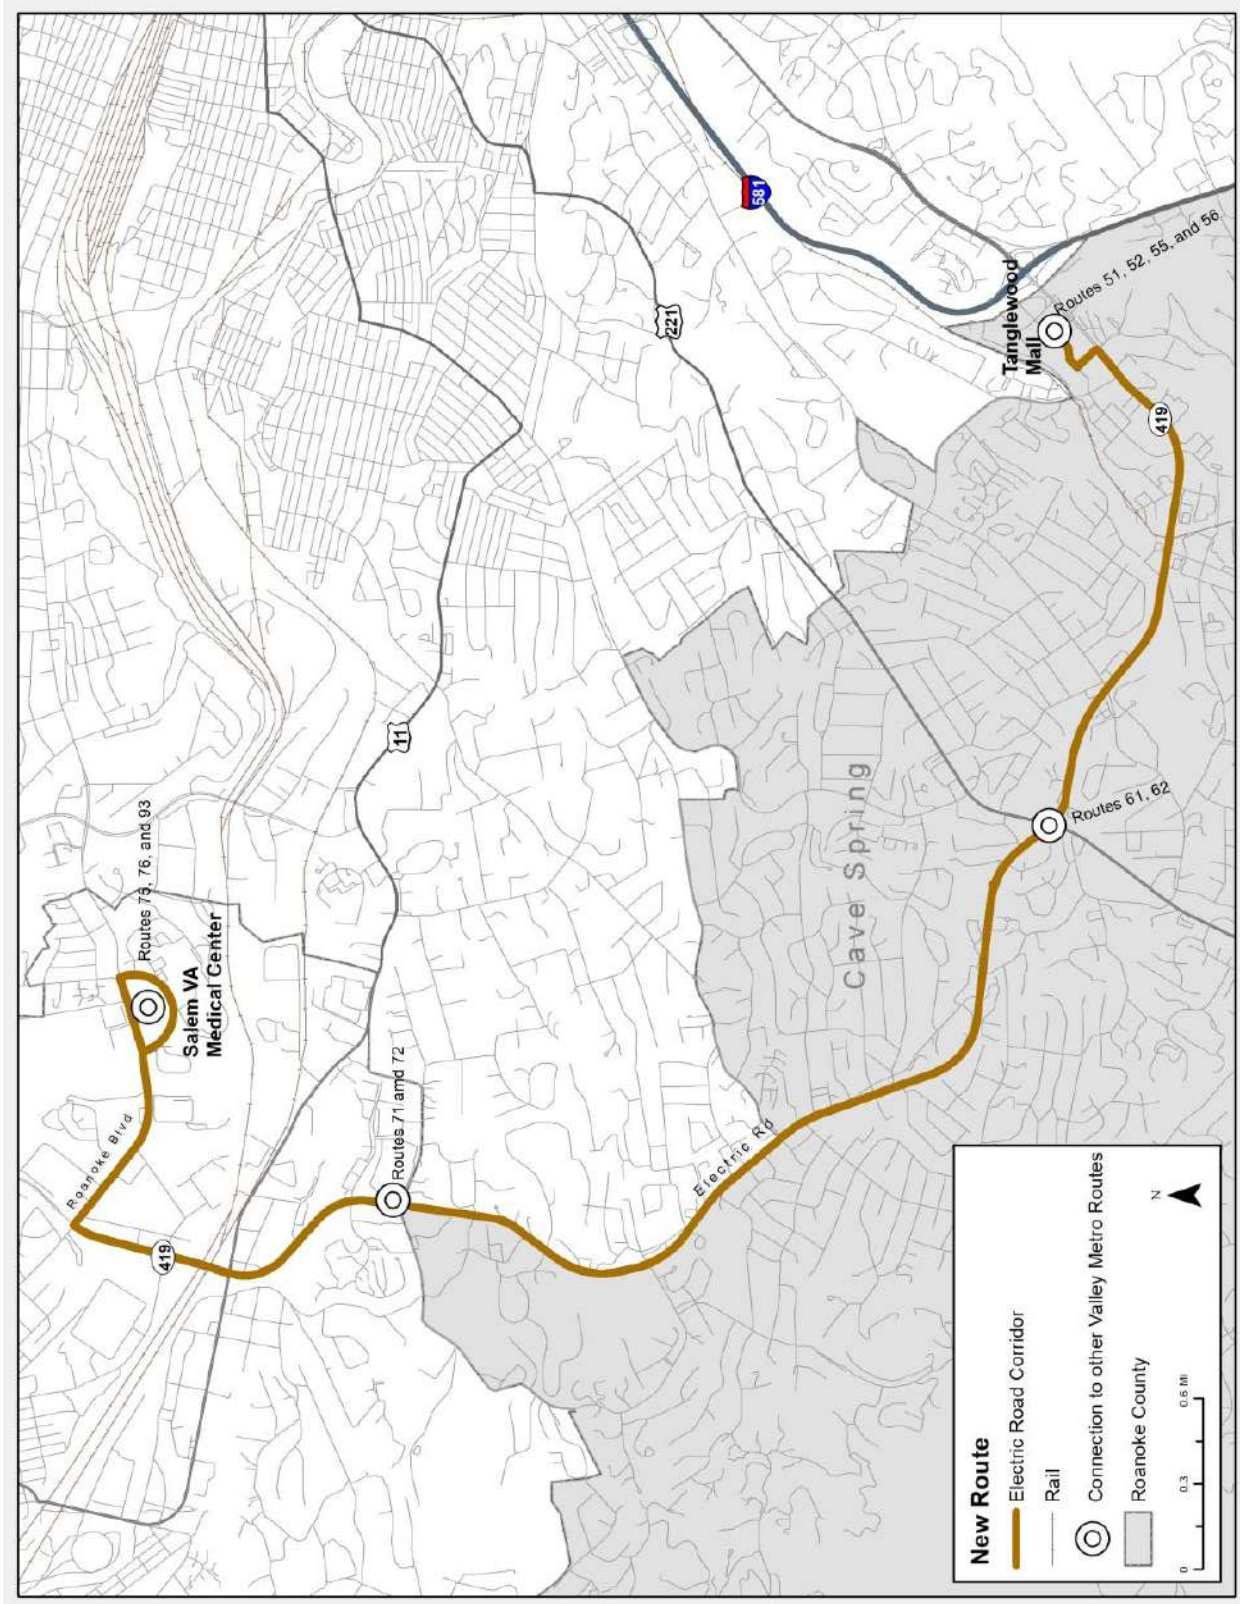 Routes 75, 76, and 93
Salem VA
Medical Center
Roanoke Blvd
419
11
Routes 71 amd 72
221
581
Electric Rd
Cave Spring
Tanglewood
Mall
Routes 51, 52, 55, and 56
419
Routes 61, 62
New Route
Electric Road Corridor
Rail
Connection to other Valley Metro Routes
Roanoke County
0
0.3
0.6 Mi
N